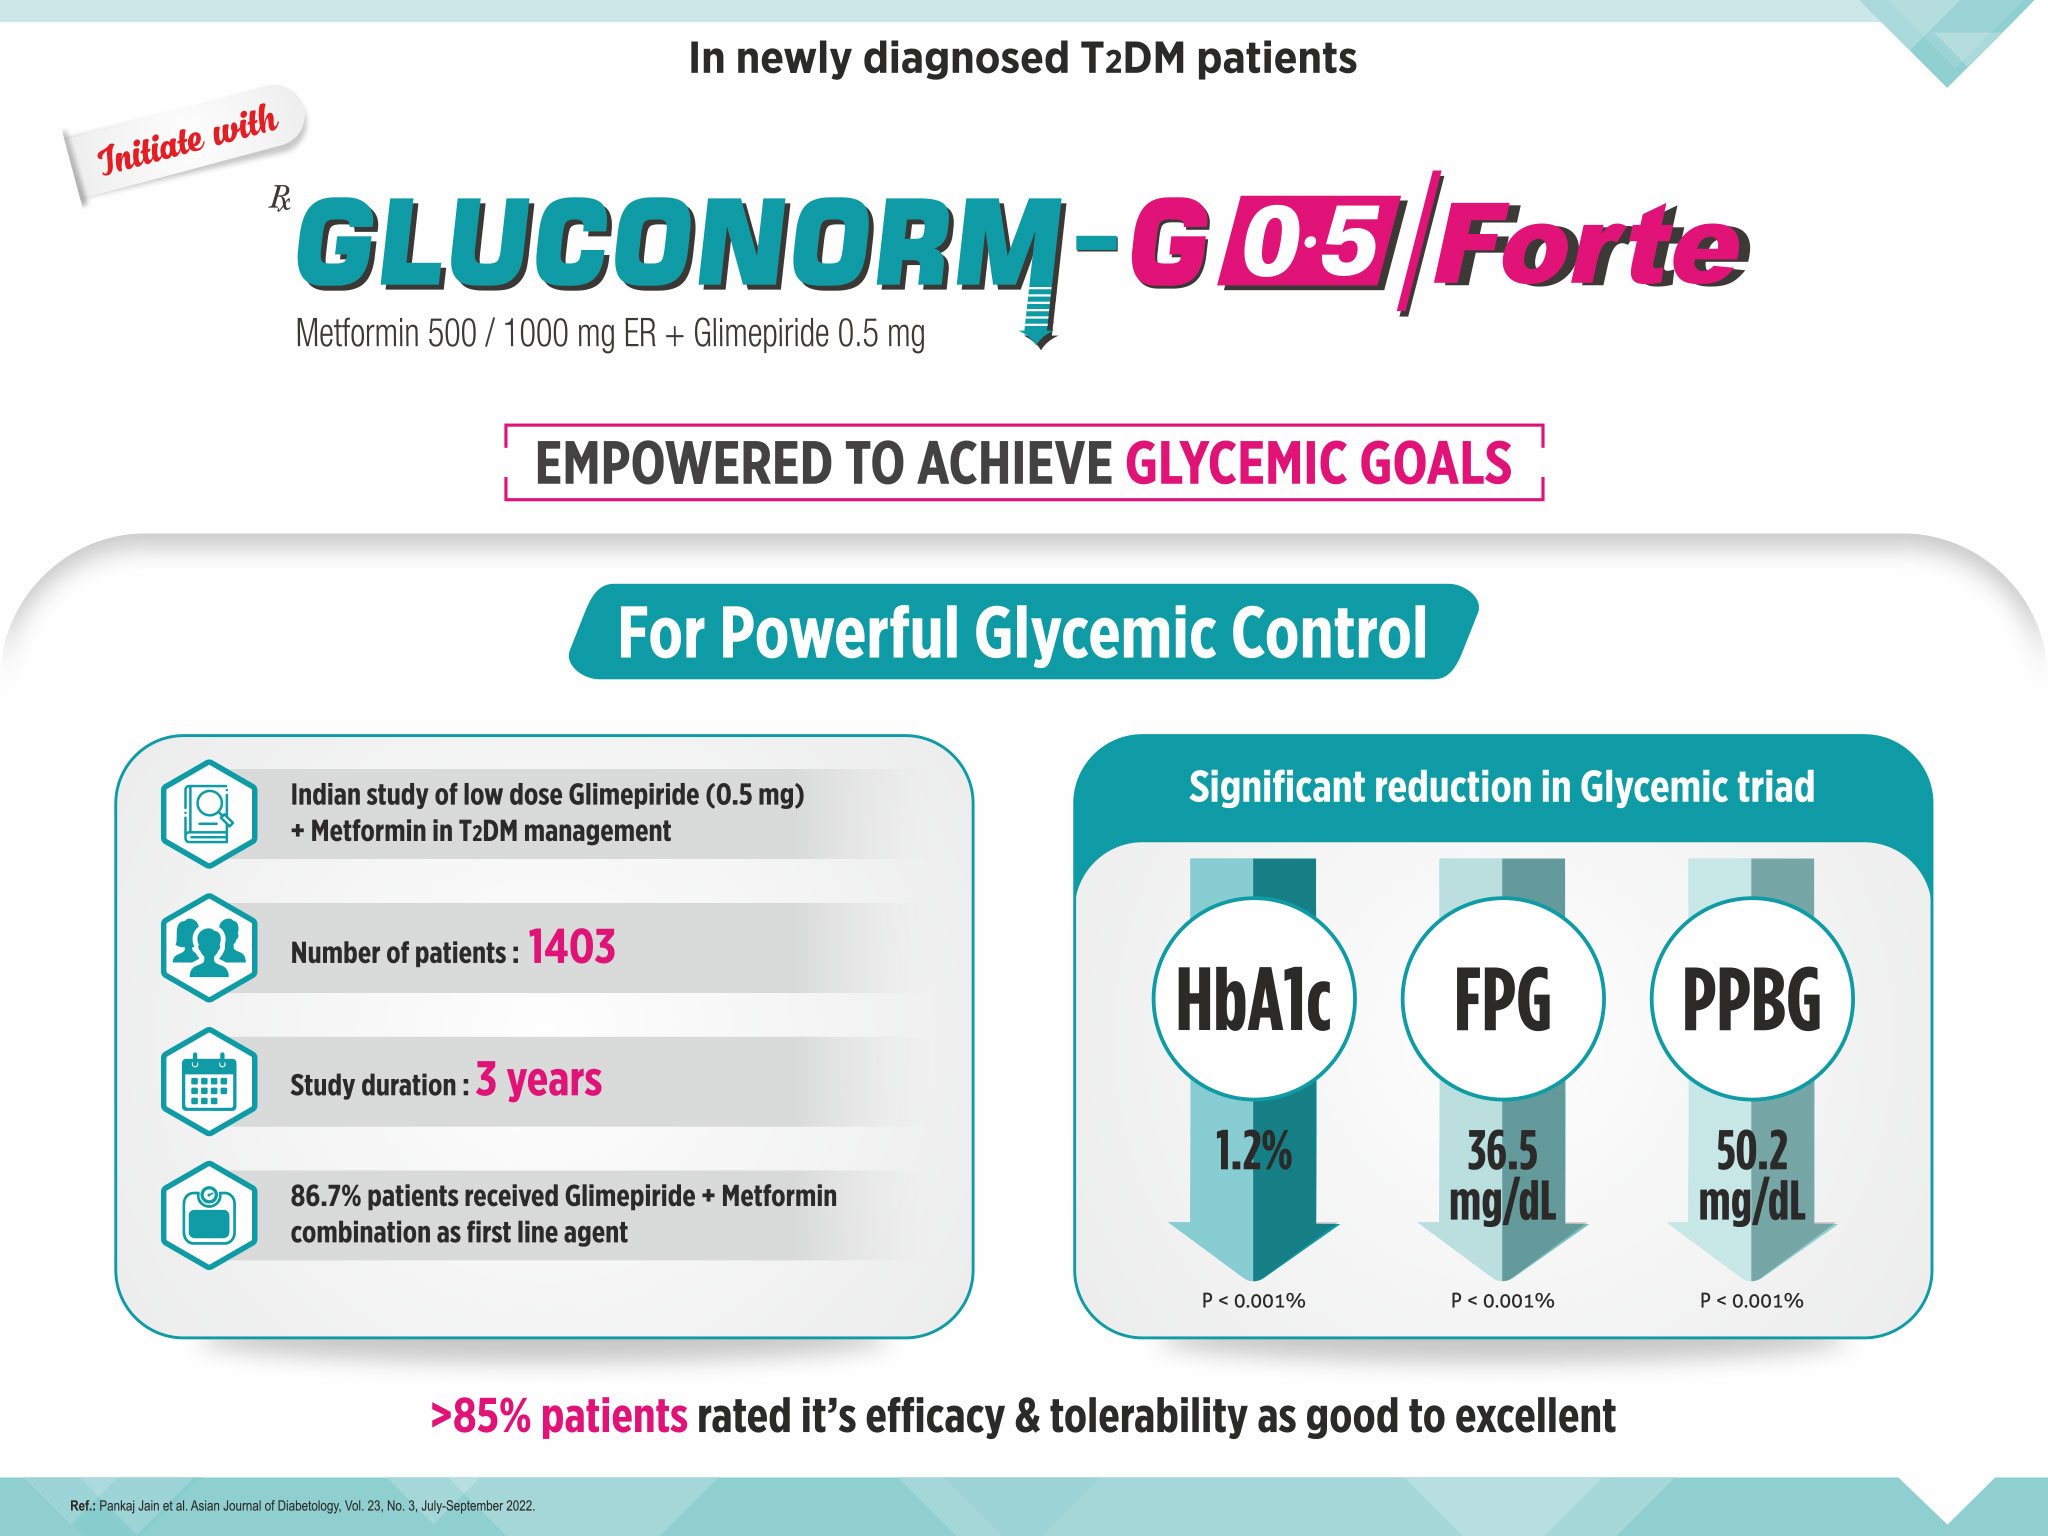 In newly diagnosed T2DM patients
Initiate with
Rx
GLUCONORM-G 0.5/Forte
Metformin 500 / 1000 mg ER + Glimepiride 0.5 mg
EMPOWERED TO ACHIEVE GLYCEMIC GOALS
For Powerful Glycemic Control
Indian study of low dose Glimepiride (0.5 mg)
+ Metformin in T2DM management
Number of patients : 1403
Study duration : 3 years
86.7% patients received Glimepiride + Metformin
combination as first line agent
Significant reduction in Glycemic triad
HbA1c
1.2%
P < 0.001%
FPG
36.5
mg/dL
P < 0.001%
PPBG
50.2
mg/dL
P < 0.001%
>85% patients rated it's efficacy & tolerability as good to excellent
Ref.: Pankaj Jain et al. Asian Journal of Diabetology, Vol. 23, No. 3, July-September 2022.